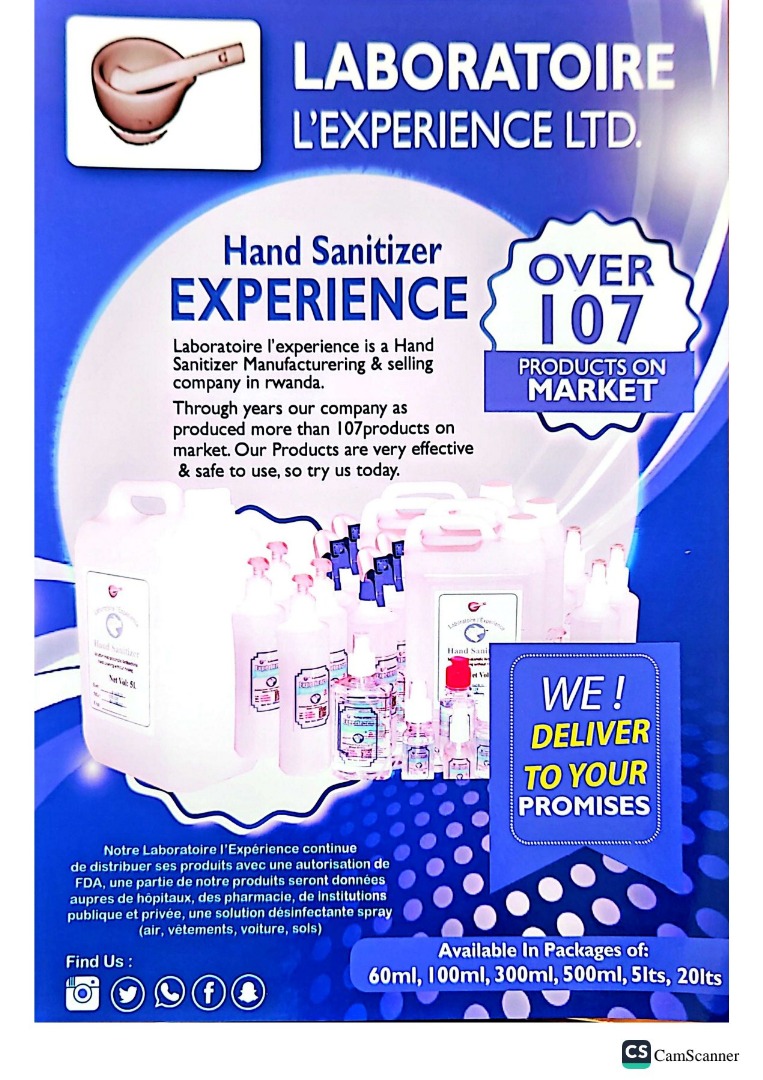 LABORATOIRE
L'EXPERIENCE LTD.
Hand Sanitizer
EXPERIENCE
OVER
107
PRODUCTS ON
MARKET
Laboratoire l'experience is a Hand
Sanitizer Manufacturering & selling
company in rwanda.
Through years our company as
produced more than 107products on
market. Our Products are very effective
& safe to use, so try us today.
Laboratoire l'Experience
Hand Sanitizer
Net Vol: 5L
Laboratoire l'Experience
Hand Sani
Net Vol
WE !
DELIVER
TO YOUR
PROMISES
Notre Laboratoire l'Expérience continue
de distribuer ses produits avec une autorisation de
FDA, une partie de notre produits seront données
aupres de hôpitaux, des pharmacie, de institutions
publique et privée, une solution désinfectante spray
(air, vêtements, voiture, sols)
Find Us :
Available In Packages of:
60ml, 100ml, 300ml, 500ml, 5lts, 20lts
CS CamScanner